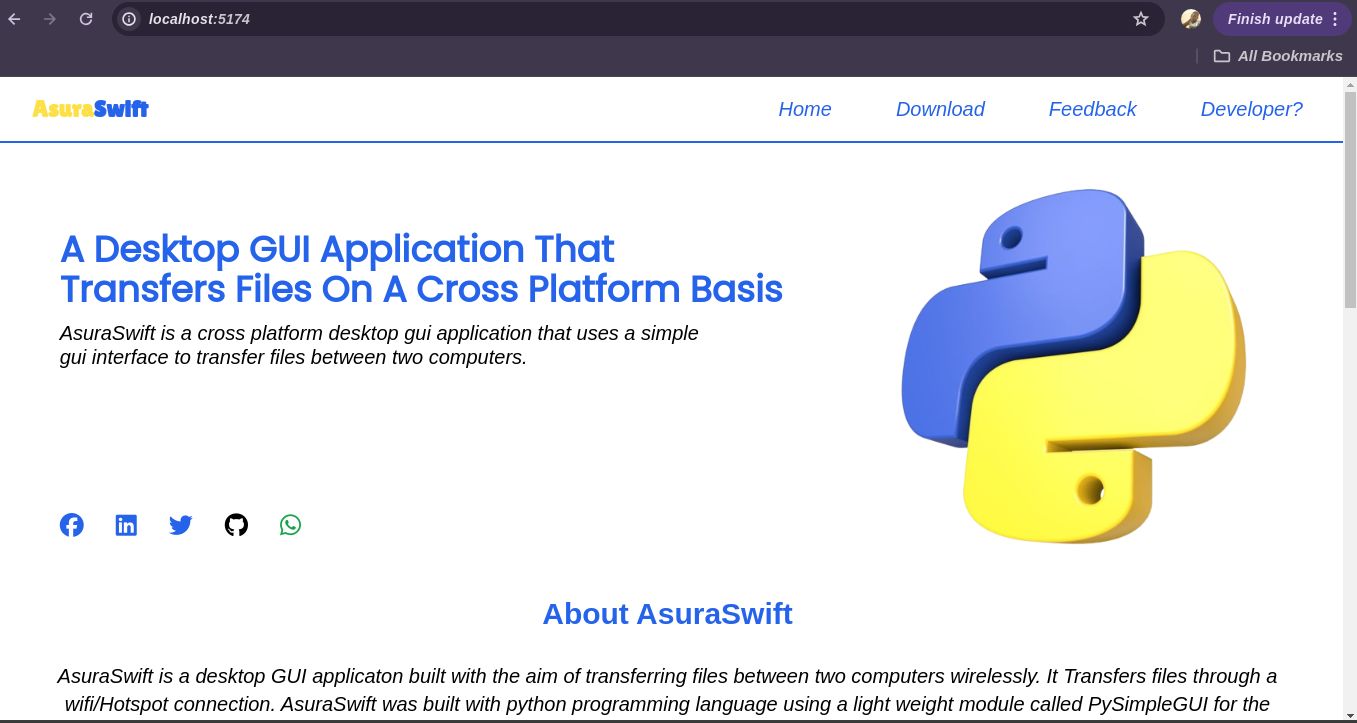 localhost:5174
Finish update
All Bookmarks
AsuraSwift
Home Download Feedback Developer?
A Desktop GUI Application That
Transfers Files On A Cross Platform Basis
AsuraSwift is a cross platform desktop gui application that uses a simple
gui interface to transfer files between two computers.
About AsuraSwift
AsuraSwift is a desktop GUI applicaton built with the aim of transferring files between two computers wirelessly. It Transfers files through a
wifi/Hotspot connection. AsuraSwift was built with python programming language using a light weight module called PySimpleGUI for the